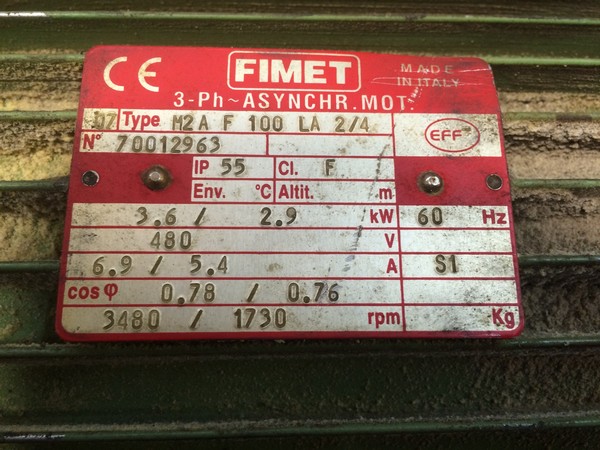 CE FIMET MADE IN ITALY
3-Ph~ASYNCHR.MOT.
Type M2A F 100 LA 2/4
N° 70012963 EFF
IP 55 Cl. F
Env. °C Altit. m
3.6 / 2.9 kW 60 Hz
480 V
6.9 / 5.4 A S1
cos φ 0.78 / 0.76
3480 / 1730 rpm Kg